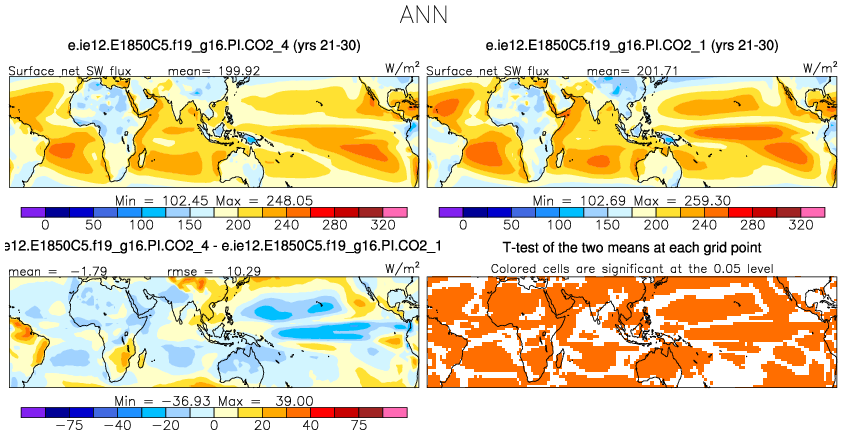 ANN
e.ie12.E1850C5.f19_g16.PI.CO2_4 (yrs 21-30)
Surface net SW flux mean= 199.92 W/m²
Min = 102.45 Max = 248.05
0 50 100 150 200 240 280 320
e.ie12.E1850C5.f19_g16.PI.CO2_1 (yrs 21-30)
Surface net SW flux mean= 201.71 W/m²
Min = 102.69 Max = 259.30
0 50 100 150 200 240 280 320
e.ie12.E1850C5.f19_g16.PI.CO2_4 - e.ie12.E1850C5.f19_g16.PI.CO2_1
mean = -1.79 rmse = 10.29 W/m²
Min = -36.93 Max = 39.00
-75 -40 -20 0 20 40 75
T-test of the two means at each grid point
Colored cells are significant at the 0.05 level